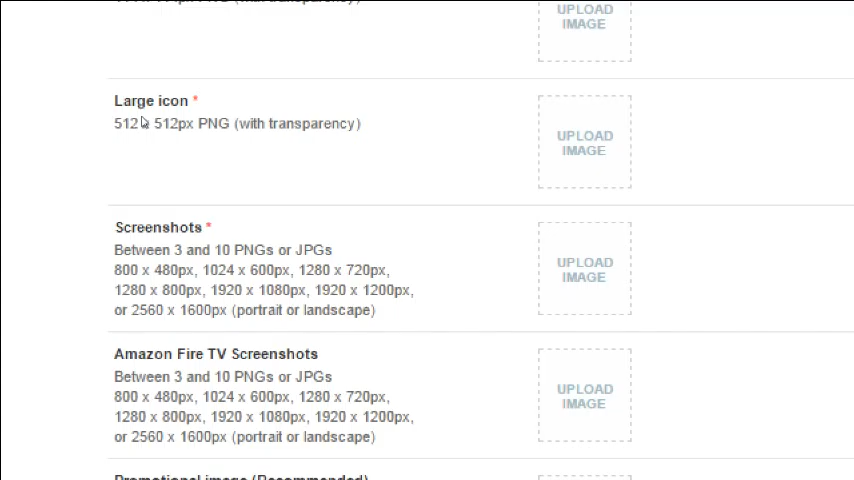 UPLOAD
IMAGE
Large icon *
512 512px PNG (with transparency)
UPLOAD
IMAGE
Screenshots *
Between 3 and 10 PNGs or JPGs
800 x 480px, 1024 x 600px, 1280 x 720px,
1280 x 800px, 1920 x 1080px, 1920 x 1200px,
or 2560 x 1600px (portrait or landscape)
UPLOAD
IMAGE
Amazon Fire TV Screenshots
Between 3 and 10 PNGs or JPGs
800 x 480px, 1024 x 600px, 1280 x 720px,
1280 x 800px, 1920 x 1080px, 1920 x 1200px,
or 2560 x 1600px (portrait or landscape)
UPLOAD
IMAGE
Promotional image (Recommended)